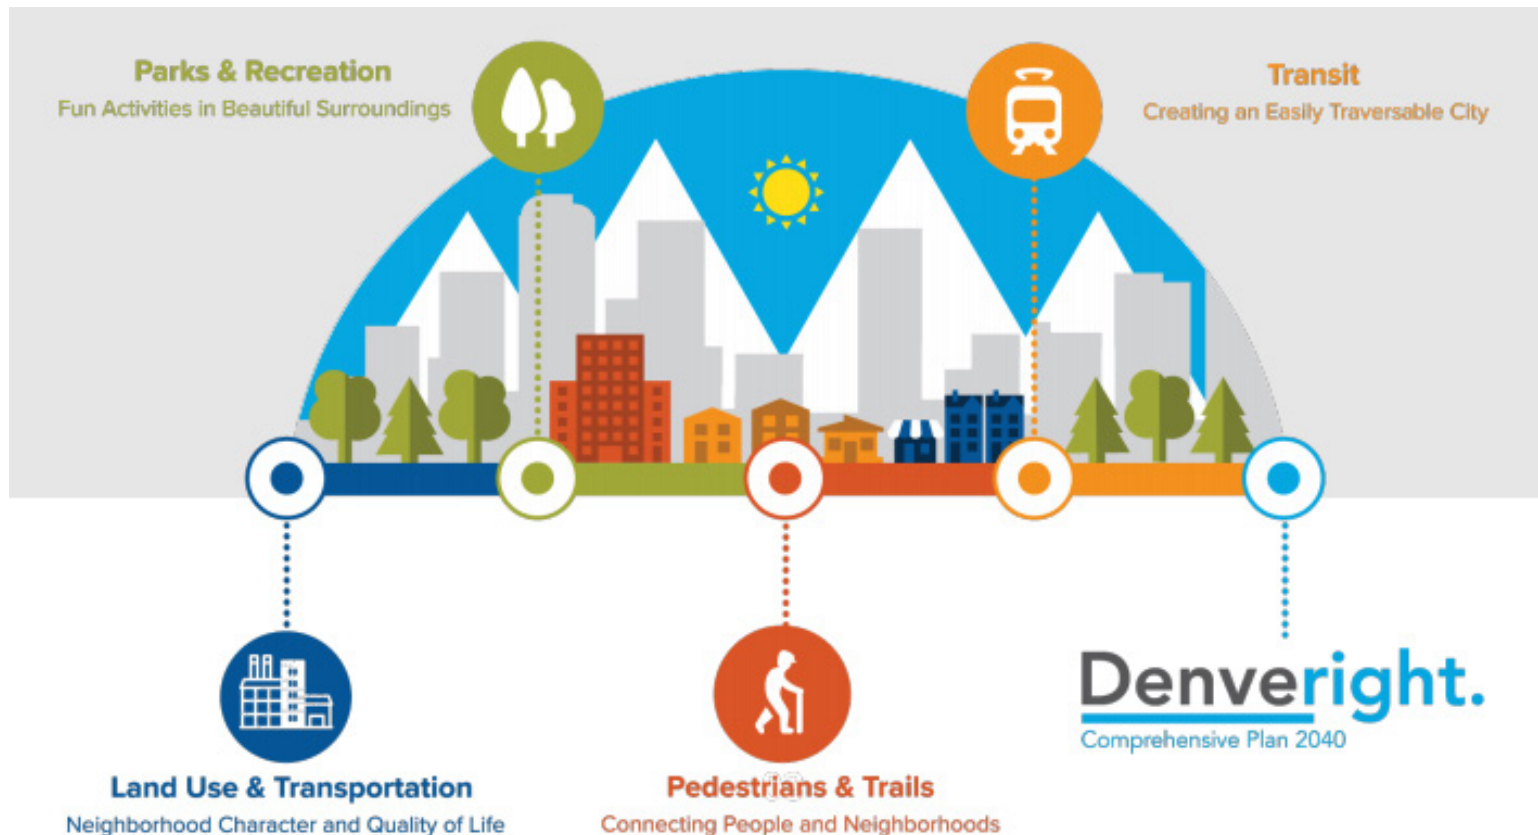 Parks & Recreation
Fun Activities in Beautiful Surroundings
Transit
Creating an Easily Traversable City
Land Use & Transportation
Neighborhood Character and Quality of Life
Pedestrians & Trails
Connecting People and Neighborhoods
Denveright.
Comprehensive Plan 2040